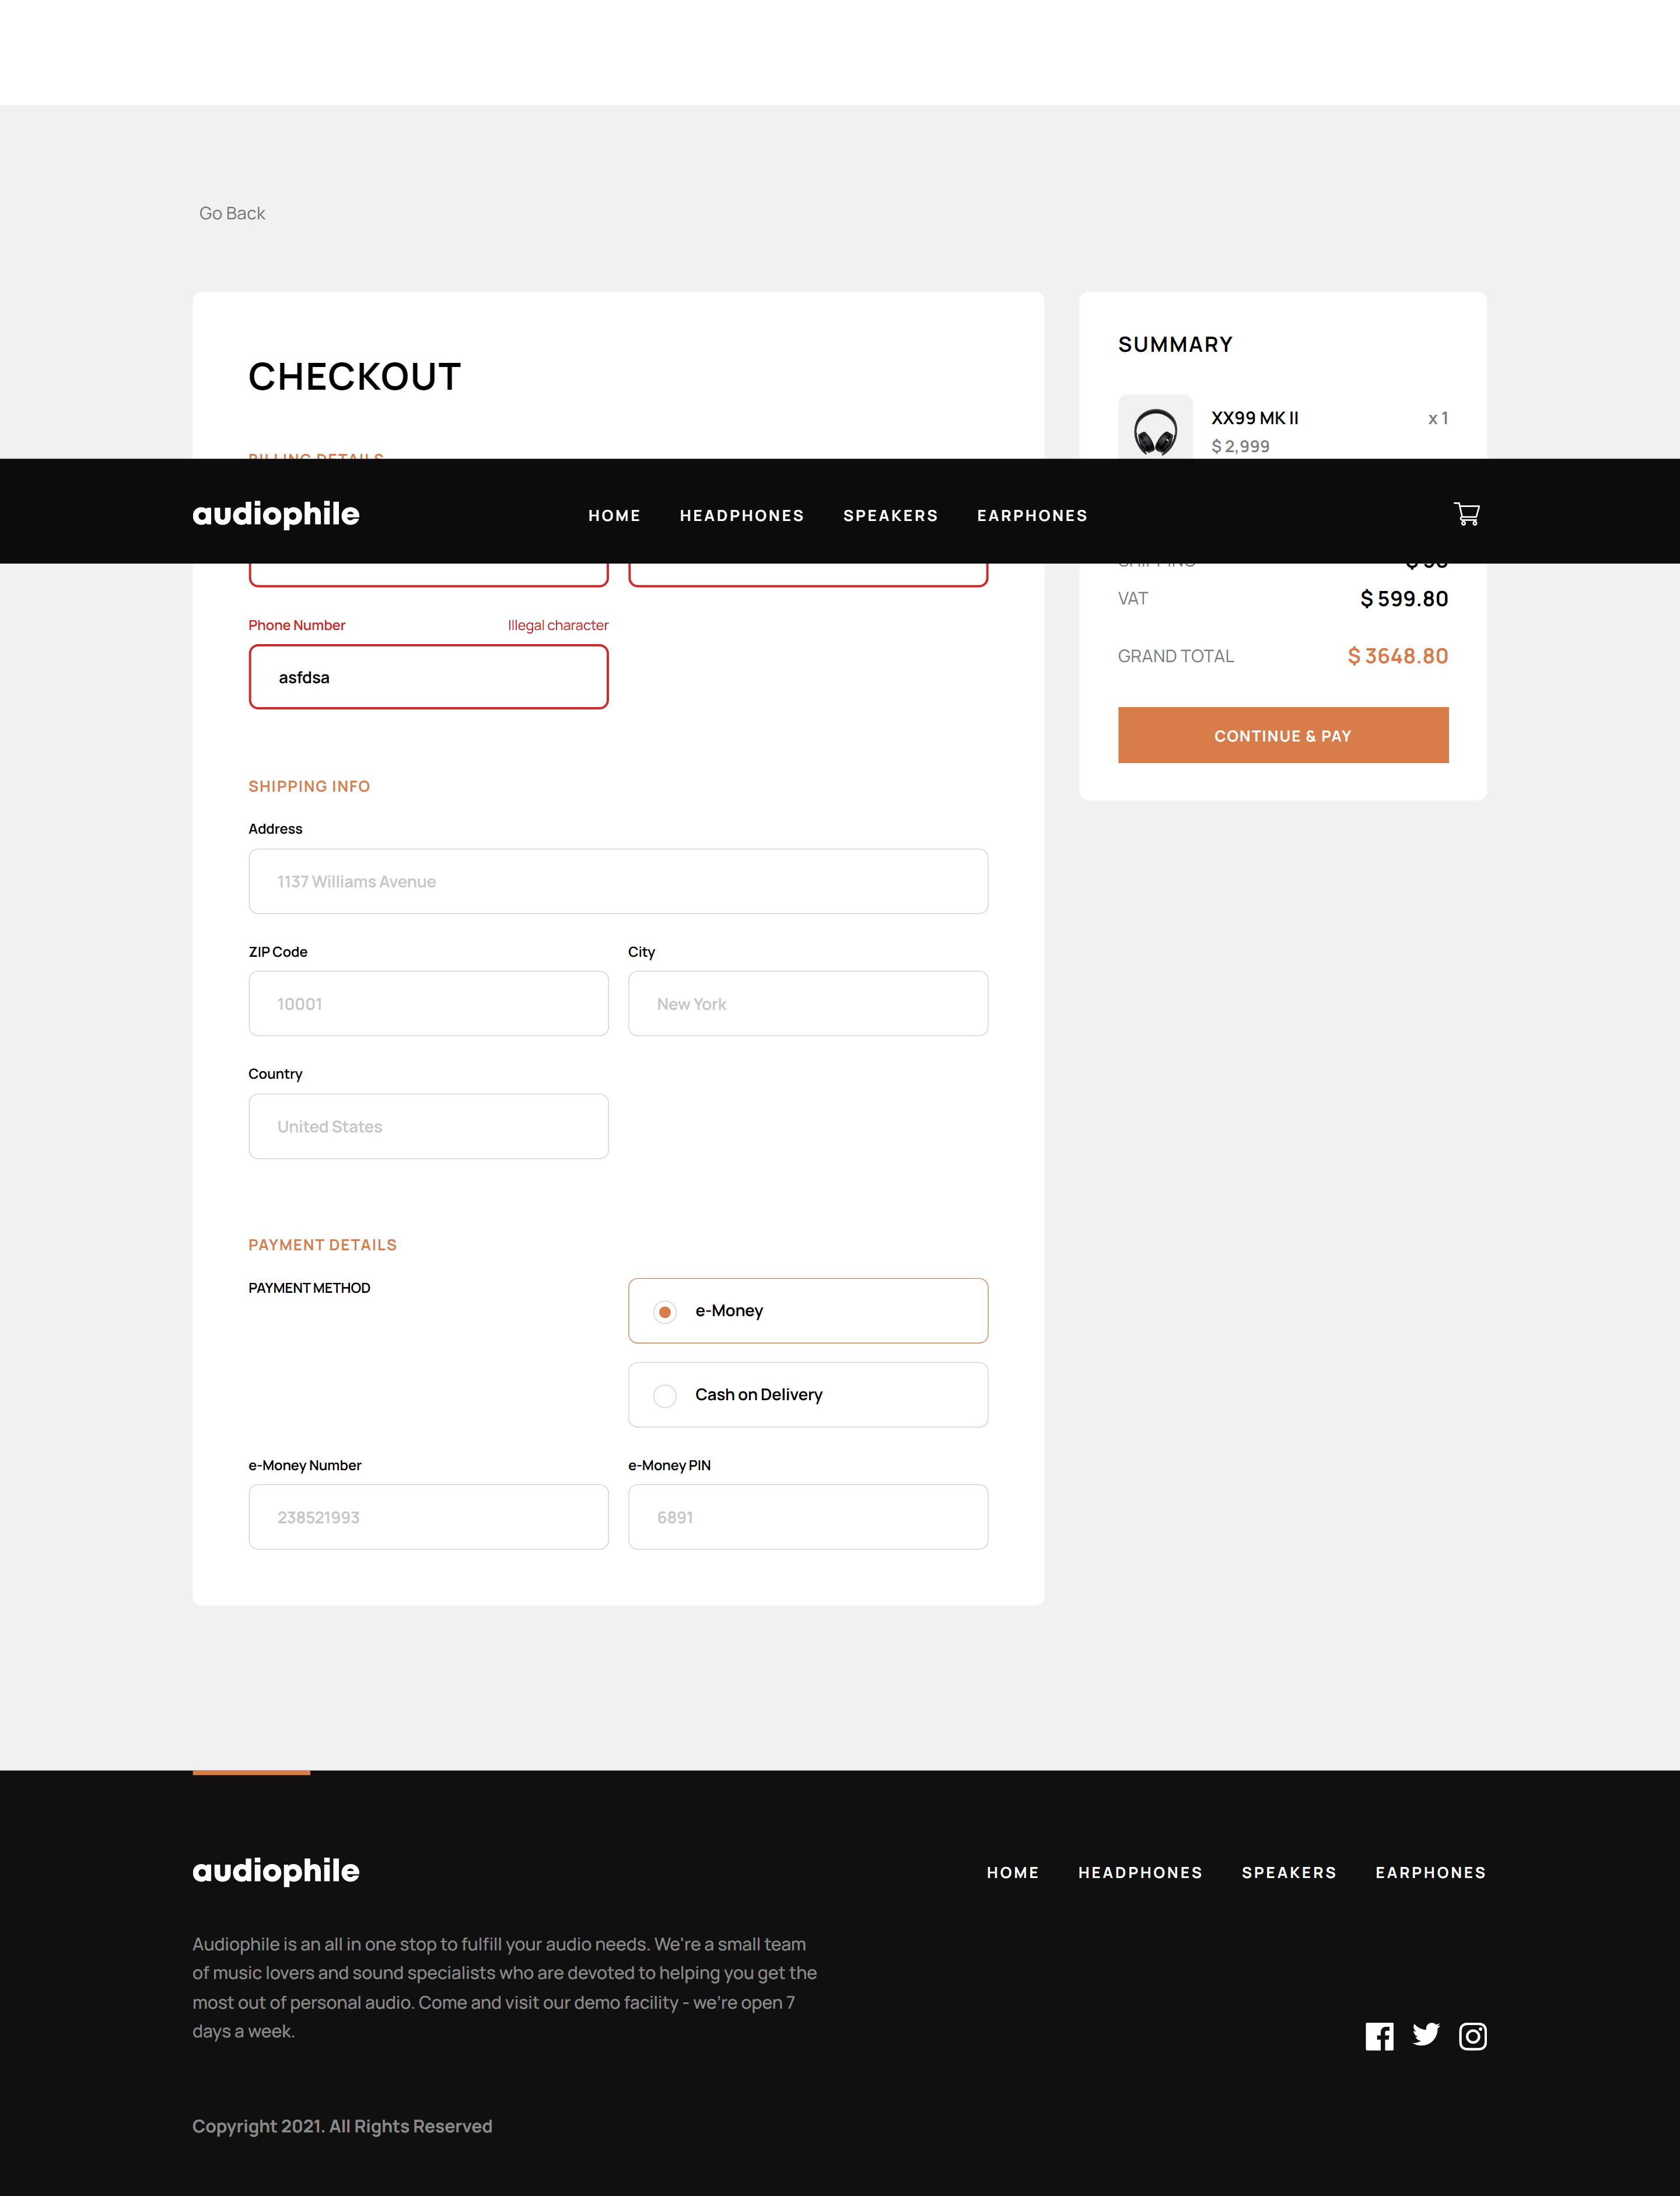 Go Back
CHECKOUT
BILLING DETAILS
SUMMARY
XX99 MK II
x 1
$ 2,999
audiophile
HOME
HEADPHONES
SPEAKERS
EARPHONES
SHIPPING
$ 50
VAT
$ 599.80
GRAND TOTAL
$ 3648.80
CONTINUE & PAY
Phone Number
Illegal character
asfdsa
SHIPPING INFO
Address
1137 Williams Avenue
ZIP Code
City
10001
New York
Country
United States
PAYMENT DETAILS
PAYMENT METHOD
e-Money
Cash on Delivery
e-Money Number
e-Money PIN
238521993
6891
audiophile
HOME
HEADPHONES
SPEAKERS
EARPHONES
Audiophile is an all in one stop to fulfill your audio needs. We're a small team
of music lovers and sound specialists who are devoted to helping you get the
most out of personal audio. Come and visit our demo facility - we're open 7
days a week.
Copyright 2021. All Rights Reserved